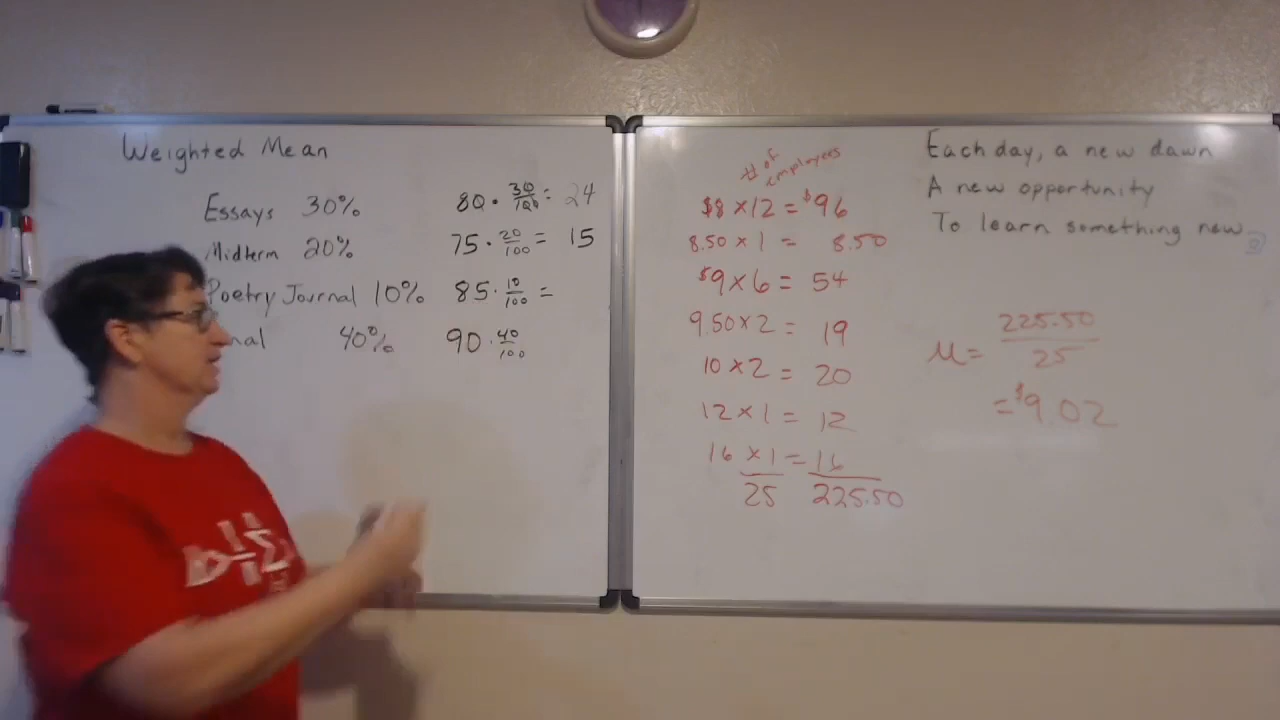 Weighted Mean
Essays 30% 80 · 30/100 = 24
Midterm 20% 75 · 20/100 = 15
Poetry Journal 10% 85 · 10/100 =
nal 40% 90 · 40/100
# of employees
$8 × 12 = $96
8.50 × 1 = 8.50
$9 × 6 = 54
9.50 × 2 = 19
10 × 2 = 20
12 × 1 = 12
16 × 1 = 16
25 225.50
Each day, a new dawn
A new opportunity
To learn something new
μ = 225.50/25
= $9.02